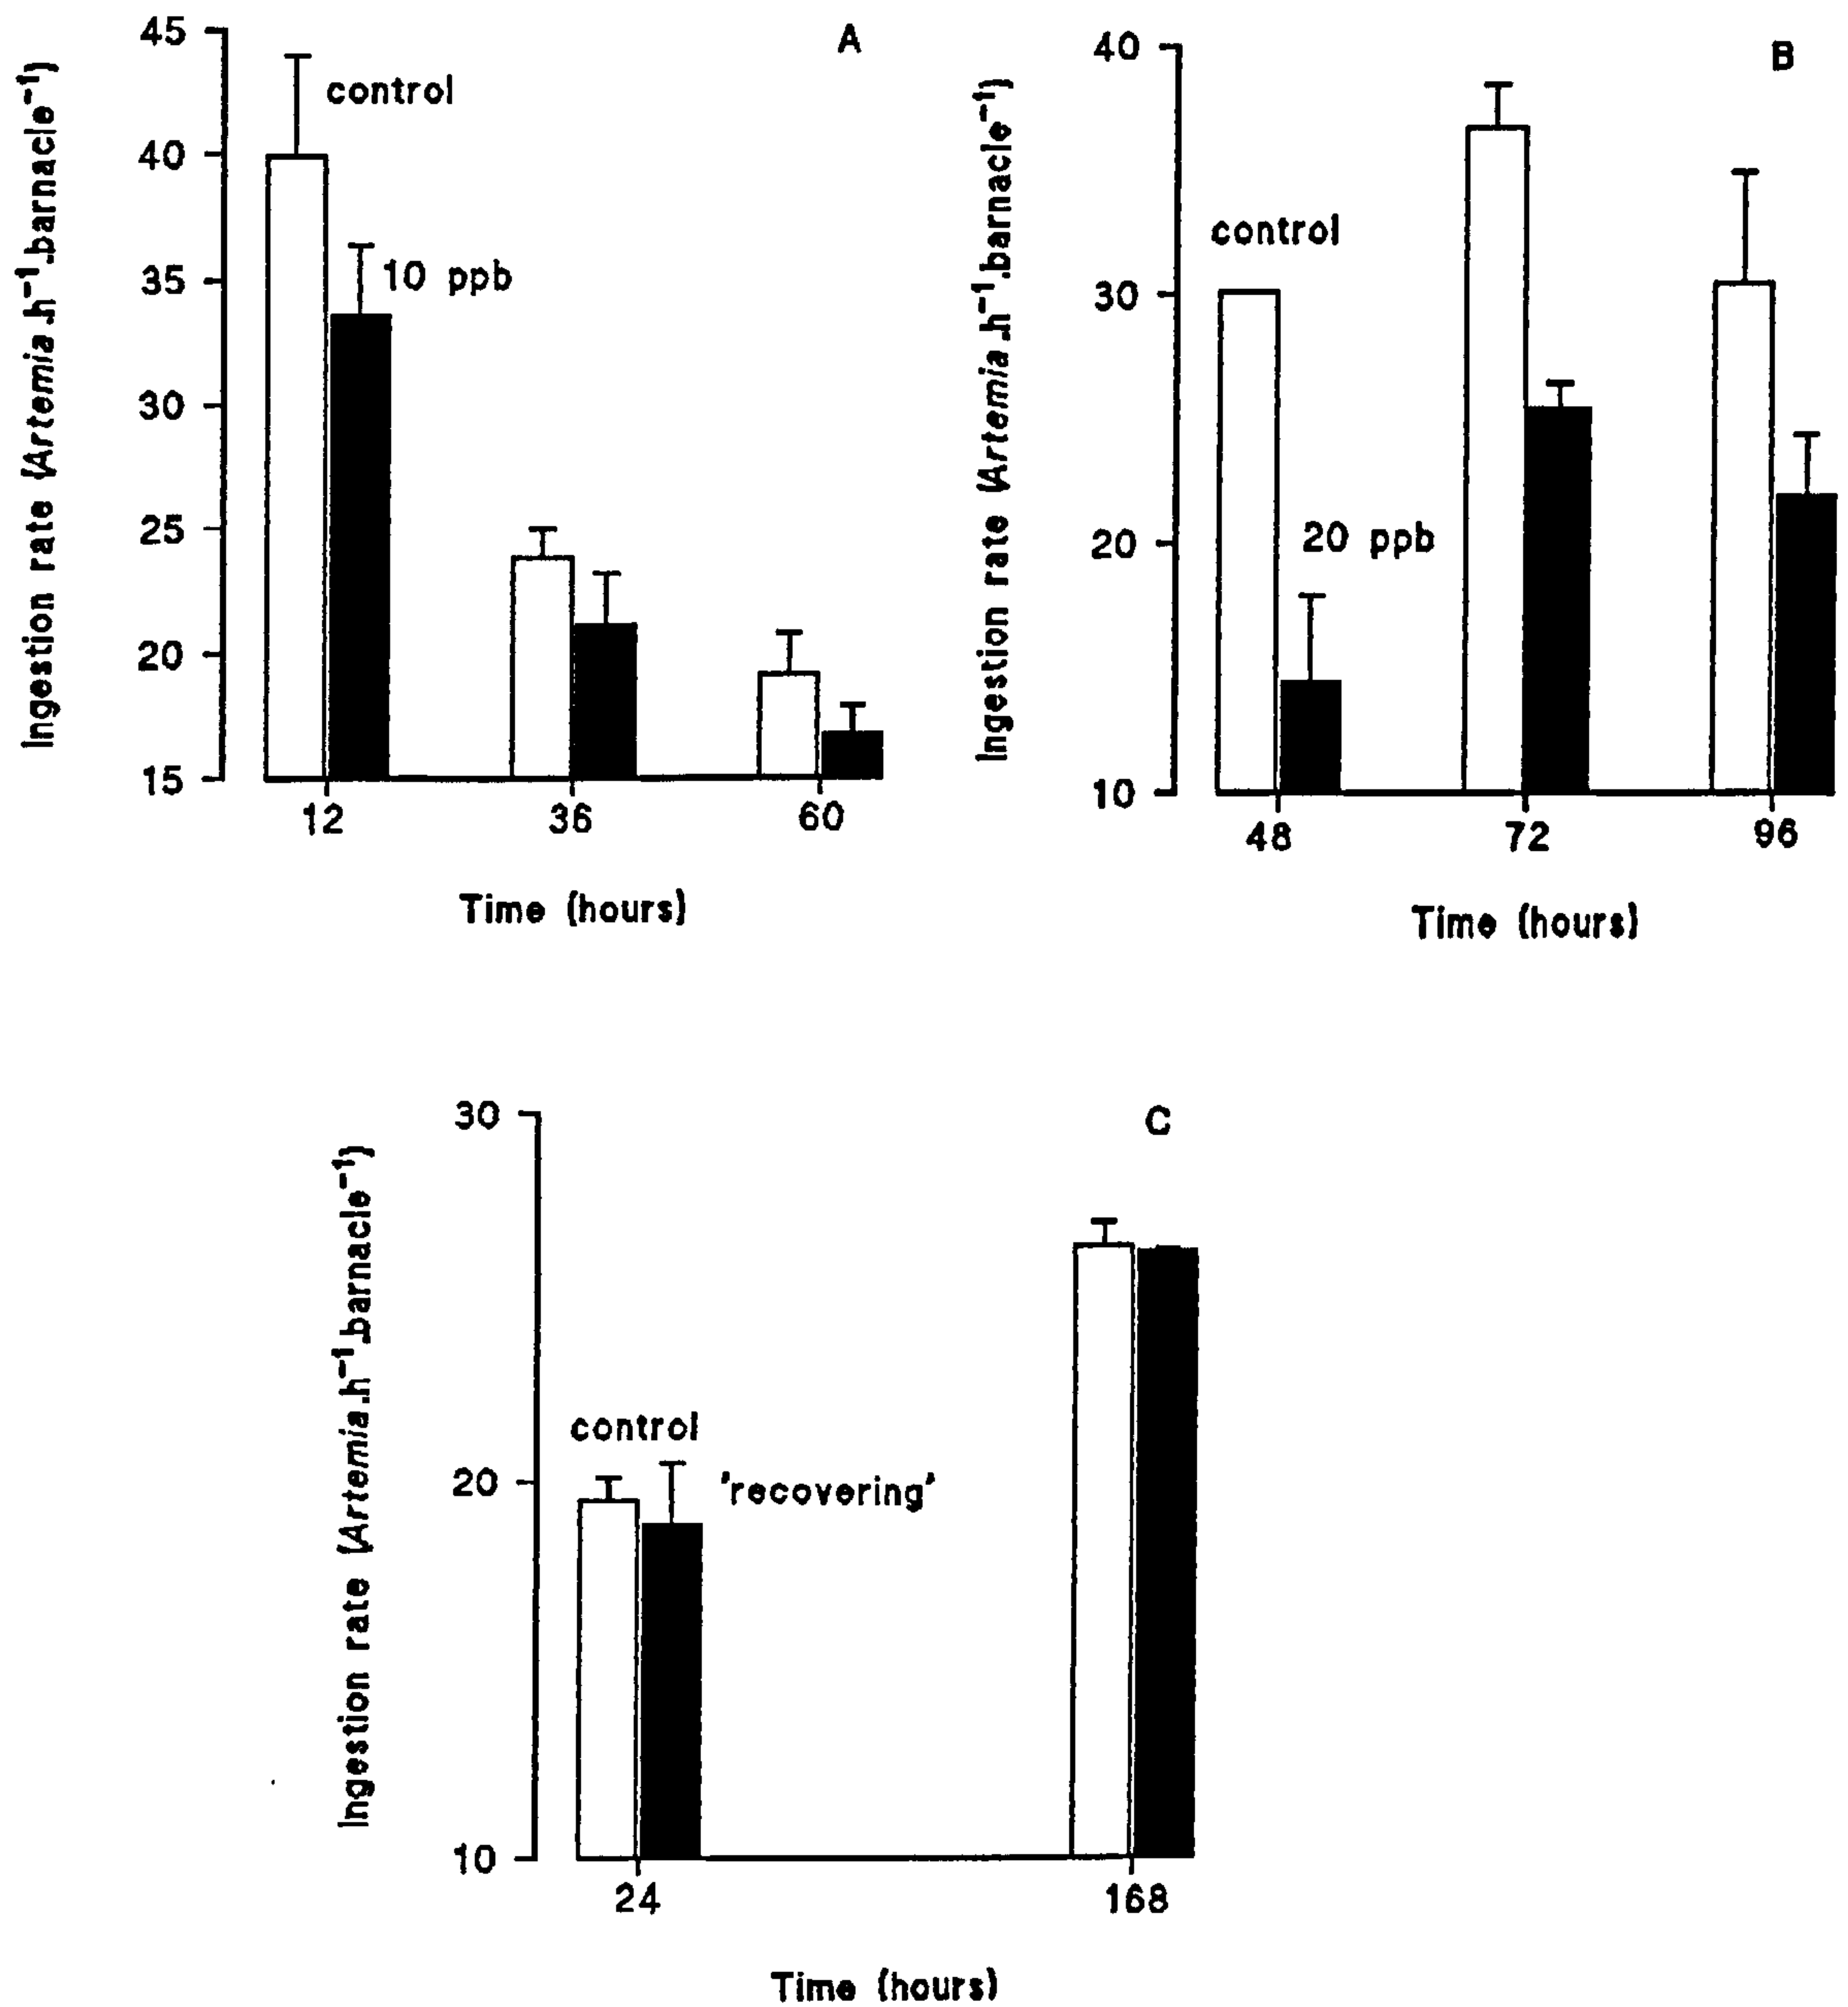 A
45
40
35
30
25
20
15
Ingestion rate (Artemia.h⁻¹.barnacle⁻¹)
control
10 ppb
12 36 60
Time (hours)
B
40
30
20
10
Ingestion rate (Artemia.h⁻¹.barnacle⁻¹)
control
20 ppb
48 72 96
Time (hours)
C
30
20
10
Ingestion rate (Artemia.h⁻¹.barnacle⁻¹)
control
'recovering'
24 168
Time (hours)